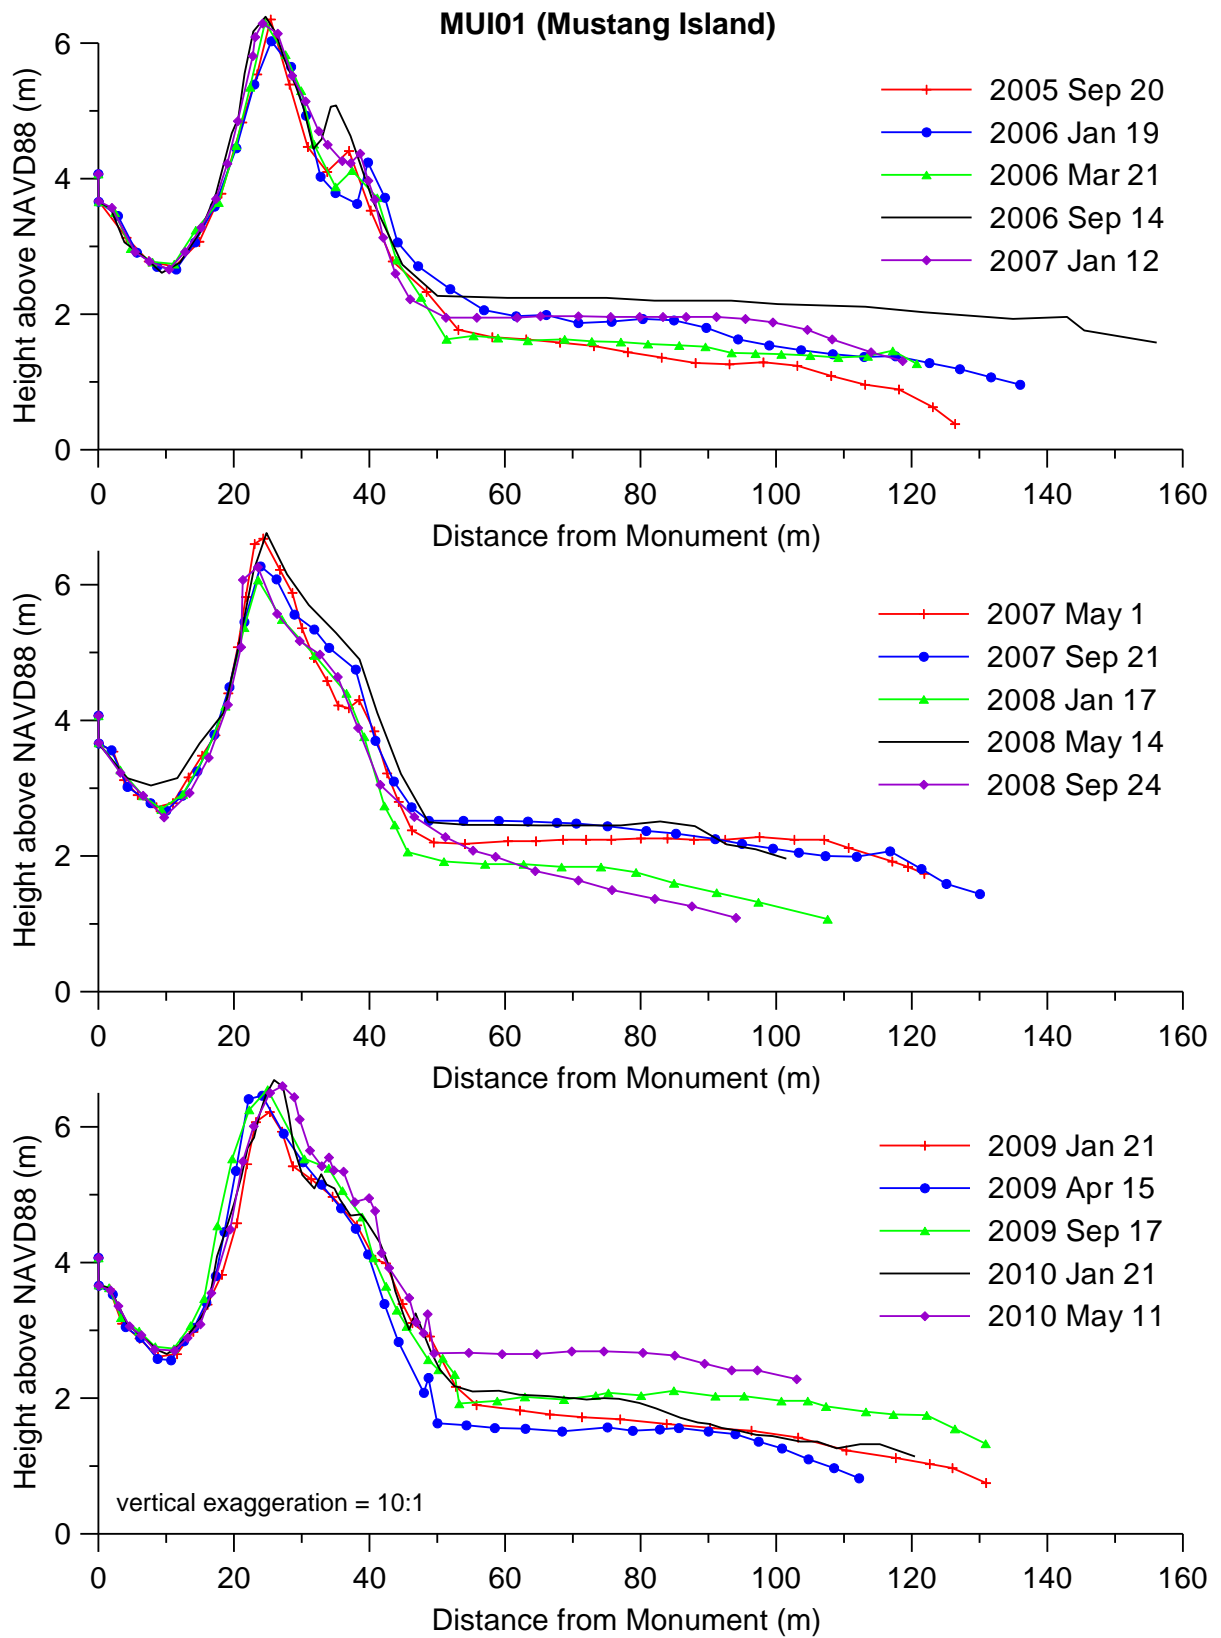 MUI01 (Mustang Island)
Height above NAVD88 (m)
6
4
2
0
2005 Sep 20
2006 Jan 19
2006 Mar 21
2006 Sep 14
2007 Jan 12
0 20 40 60 80 100 120 140 160
Distance from Monument (m)
Height above NAVD88 (m)
6
4
2
0
2007 May 1
2007 Sep 21
2008 Jan 17
2008 May 14
2008 Sep 24
0 20 40 60 80 100 120 140 160
Distance from Monument (m)
Height above NAVD88 (m)
6
4
2
0
2009 Jan 21
2009 Apr 15
2009 Sep 17
2010 Jan 21
2010 May 11
vertical exaggeration = 10:1
0 20 40 60 80 100 120 140 160
Distance from Monument (m)